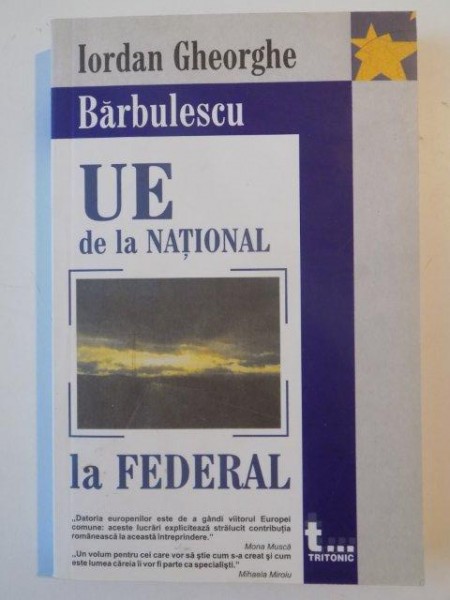 Iordan Gheorghe
Bărbulescu
UE
de la NAȚIONAL
la FEDERAL
„Datoria europenilor este de a gândi viitorul Europei
comune: aceste lucrări explicitează strălucit contribuția
românească la această întreprindere."
Mona Muscă
„Un volum pentru cei care vor să știe cum s-a creat și cum
este lumea căreia îi vor fi parte ca specialiști."
Mihaela Miroiu
t...
TRITONIC